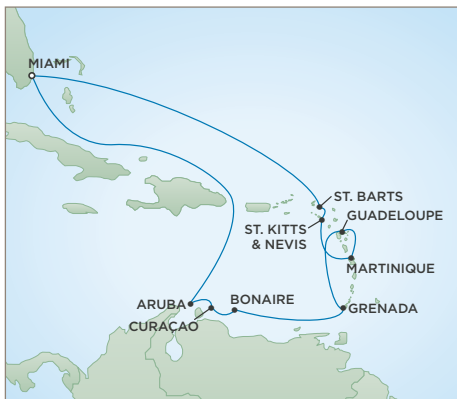 MIAMI
ST. BARTS
GUADELOUPE
ST. KITTS
& NEVIS
MARTINIQUE
ARUBA
BONAIRE
GRENADA
CURAÇAO